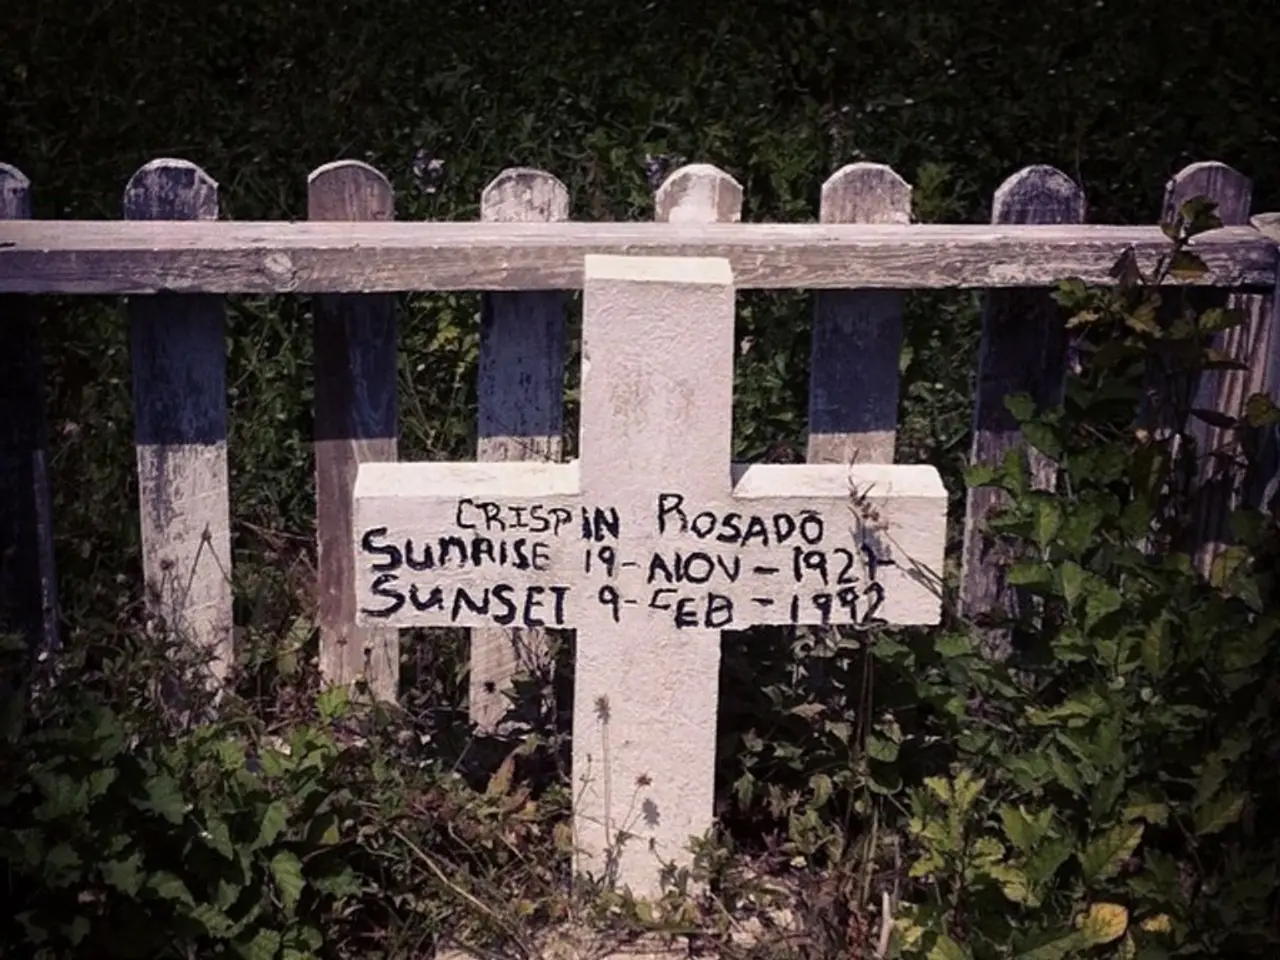 CRISPIN ROSADO
SUNRISE 19-NOV-1927
SUNSET 9-FEB-1992